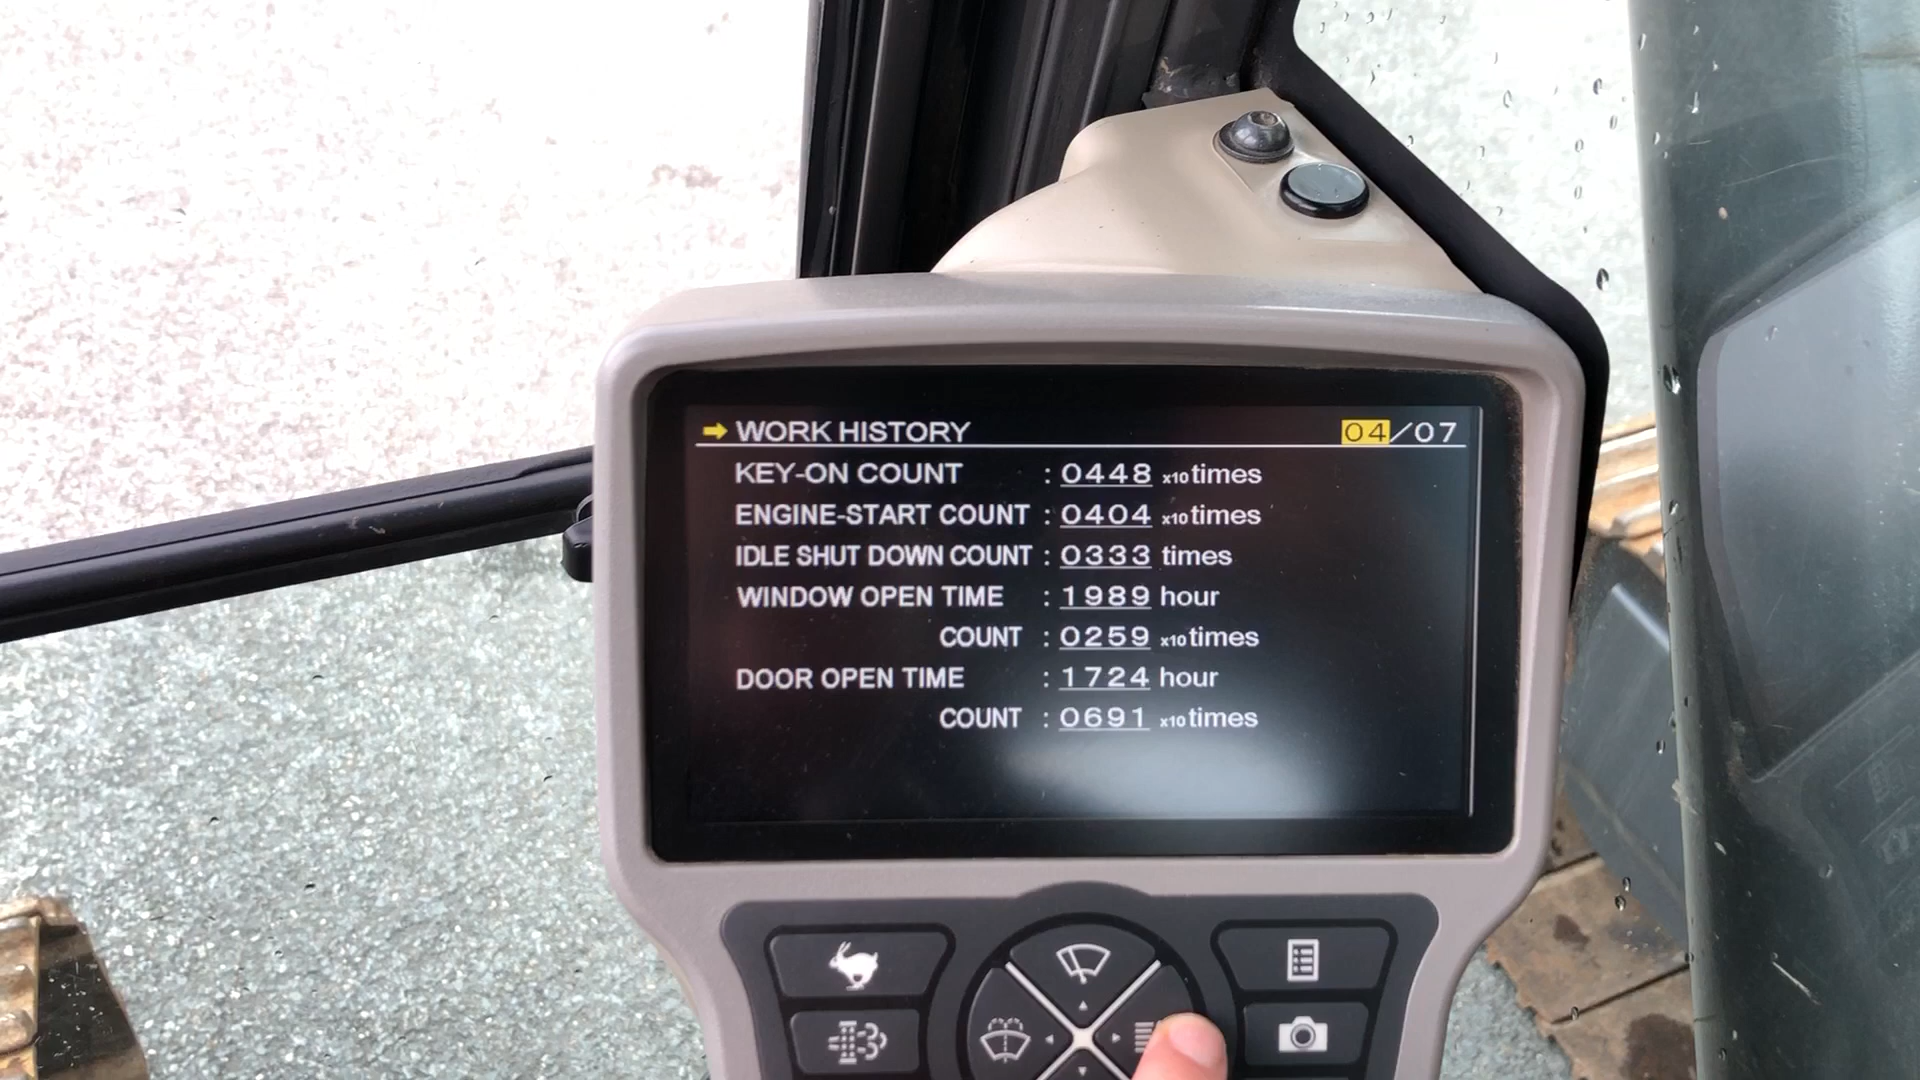 WORK HISTORY 04/07
KEY-ON COUNT : 0448 x10 times
ENGINE-START COUNT : 0404 x10 times
IDLE SHUT DOWN COUNT : 0333 times
WINDOW OPEN TIME : 1989 hour
COUNT : 0259 x10 times
DOOR OPEN TIME : 1724 hour
COUNT : 0691 x10 times